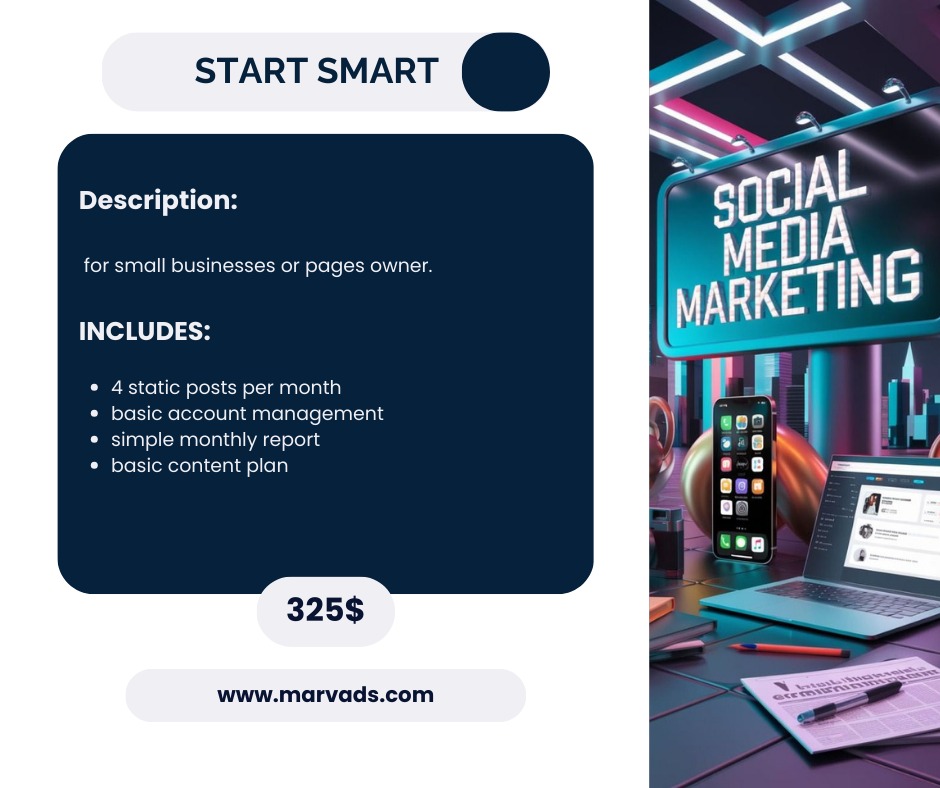 START SMART
Description:
for small businesses or pages owner.
INCLUDES:
• 4 static posts per month
• basic account management
• simple monthly report
• basic content plan
325$
www.marvads.com
SOCIAL
MEDIA
MARKETING